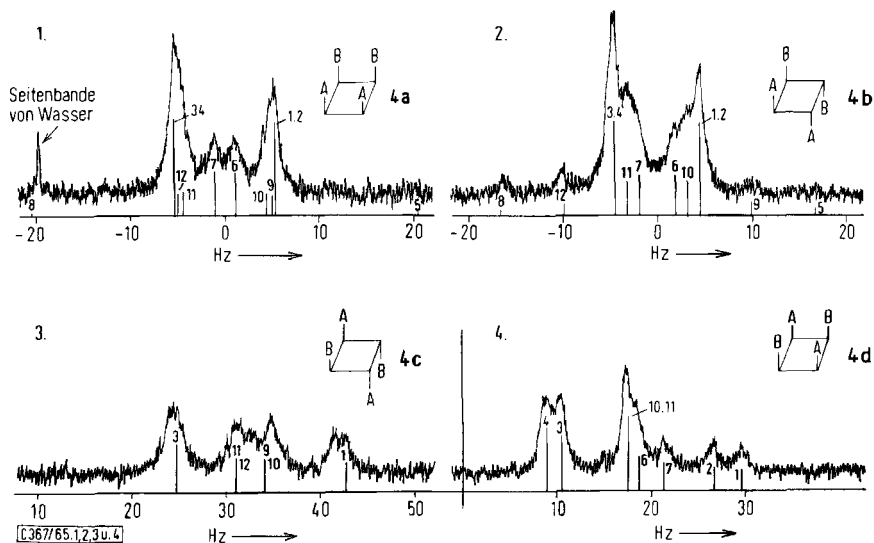 1.
B B
A A
4a
Seitenbande
von Wasser
3.4
1.2
7 6
12
11
10 9
8
5
-20 -10 0 10 20
Hz
2.
B
A
B
A
4b
3.4
1.2
11 7 6 10
12
8
9
5
-20 -10 0 10 20
Hz
3.
A
B
B
A
4c
3
11
12
9
10
1
10 20 30 40 50
Hz
4.
A B
B A
4d
4 3
10.11
6 7 2 1
10 20 30
Hz
C367/65.1,2,3u.4